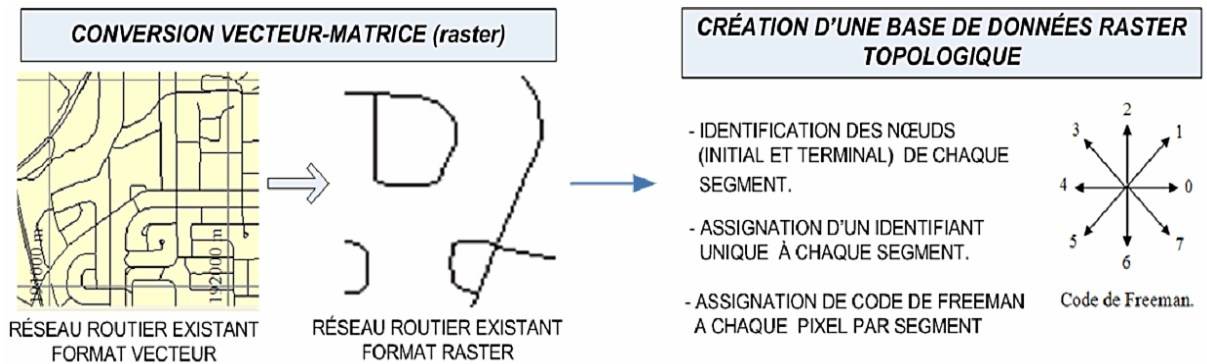 CONVERSION VECTEUR-MATRICE (raster)
191000 m
192000 m
RÉSEAU ROUTIER EXISTANT
FORMAT VECTEUR
RÉSEAU ROUTIER EXISTANT
FORMAT RASTER
CRÉATION D'UNE BASE DE DONNÉES RASTER
TOPOLOGIQUE
- IDENTIFICATION DES NŒUDS
(INITIAL ET TERMINAL) DE CHAQUE
SEGMENT.
- ASSIGNATION D'UN IDENTIFIANT
UNIQUE À CHAQUE SEGMENT.
- ASSIGNATION DE CODE DE FREEMAN
A CHAQUE PIXEL PAR SEGMENT
2
3
1
4
0
5
7
6
Code de Freeman.